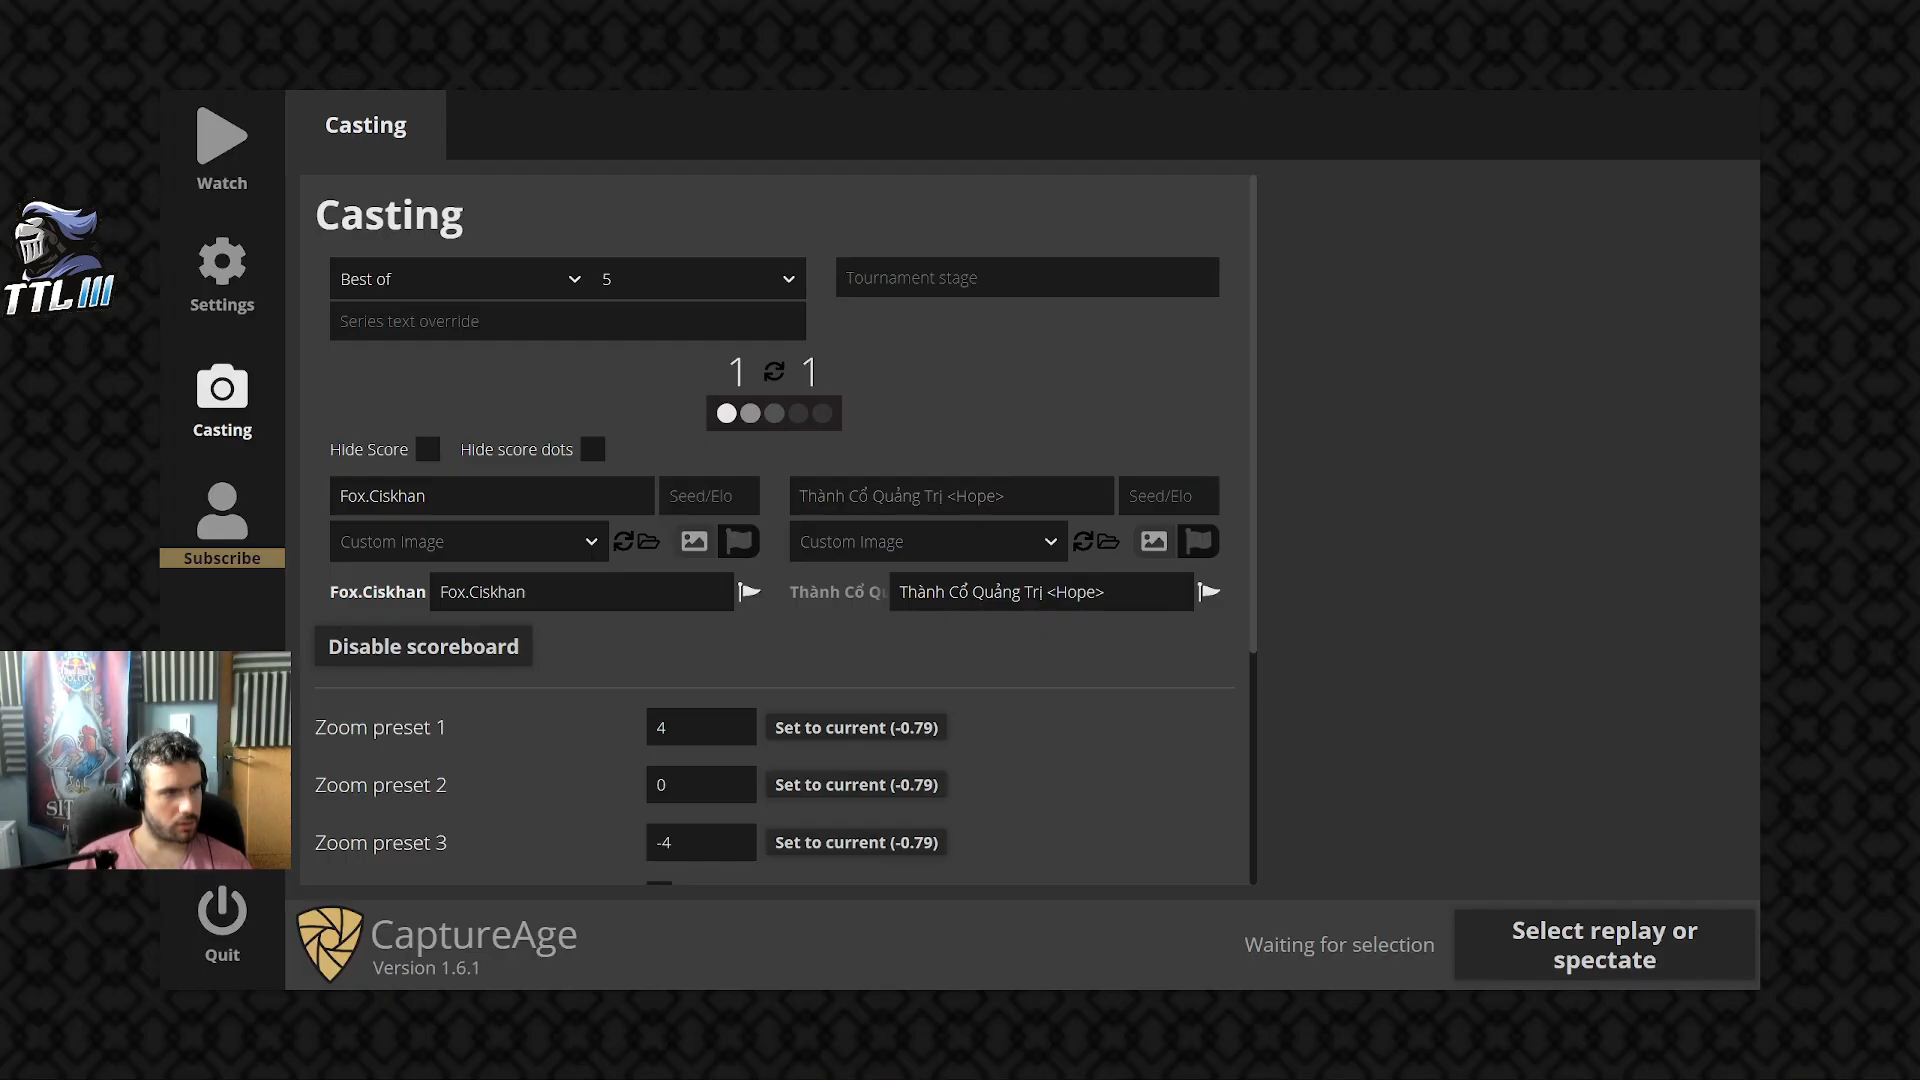 Casting
Watch
Settings
Casting
Subscribe
Quit
TTL III
Casting
Best of
5
Tournament stage
Series text override
1 1
Hide Score
Hide score dots
Fox.Ciskhan
Seed/Elo
Thành Cổ Quảng Trị <Hope>
Seed/Elo
Custom Image
Custom Image
Fox.Ciskhan
Fox.Ciskhan
Thành Cổ
Thành Cổ Quảng Trị <Hope>
Disable scoreboard
Zoom preset 1
4
Set to current (-0.79)
Zoom preset 2
0
Set to current (-0.79)
Zoom preset 3
-4
Set to current (-0.79)
CaptureAge
Version 1.6.1
Waiting for selection
Select replay or
spectate